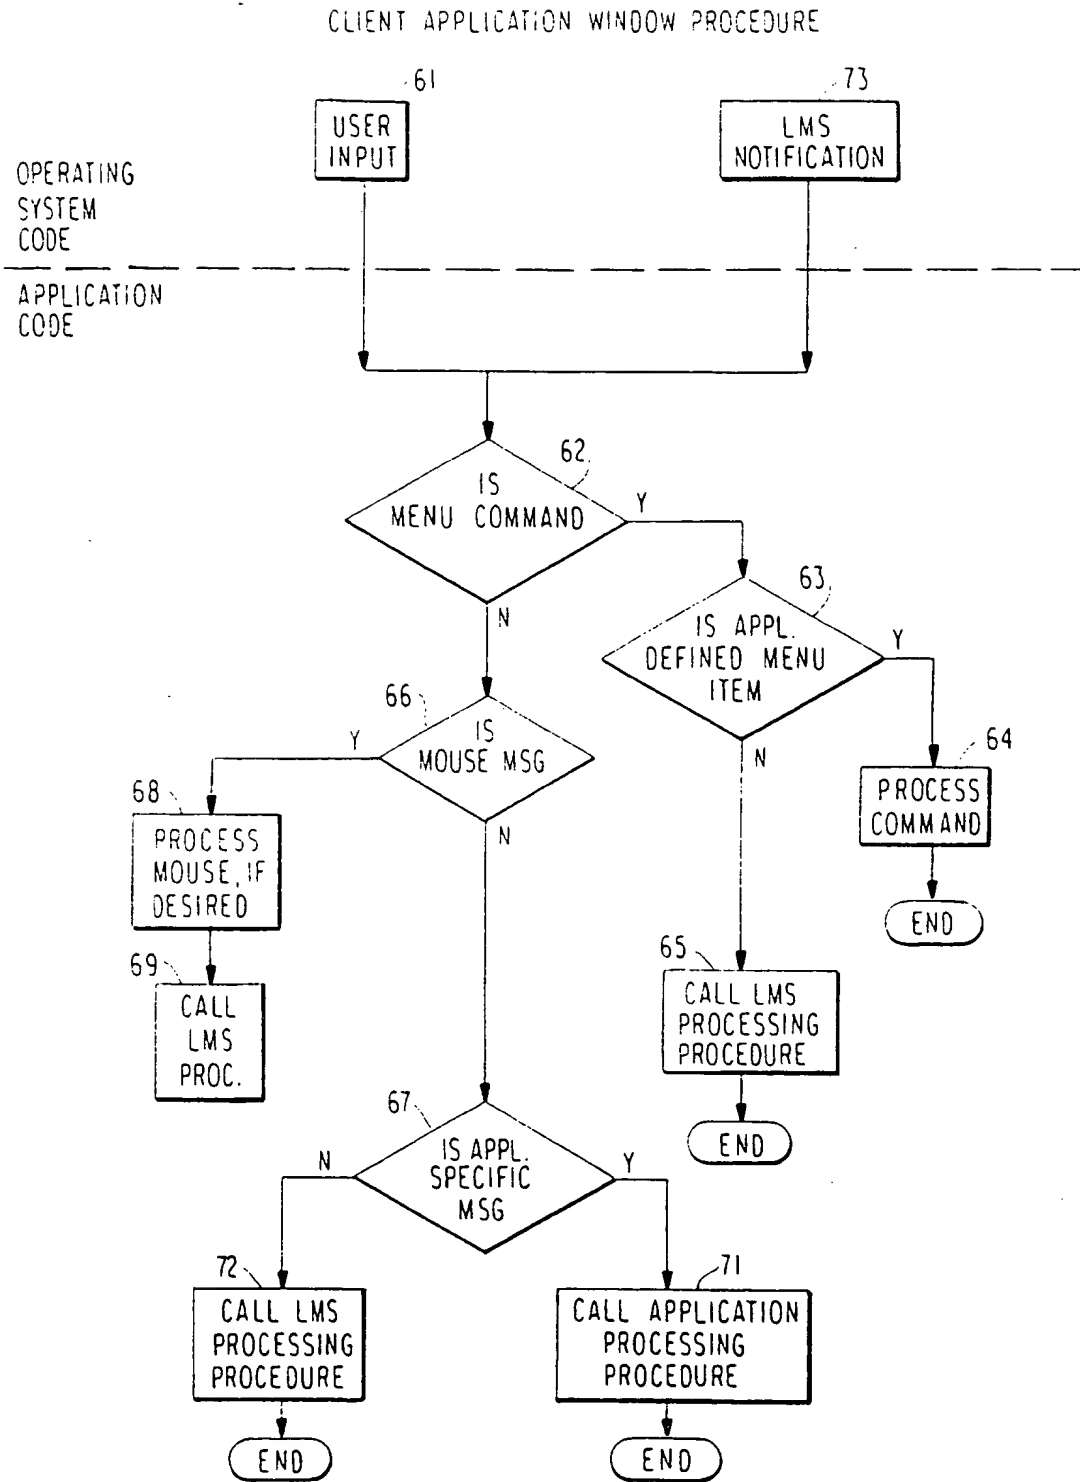 CLIENT APPLICATION WINDOW PROCEDURE
61
73
USER
INPUT
LMS
NOTIFICATION
OPERATING
SYSTEM
CODE
APPLICATION
CODE
62
IS
MENU COMMAND
Y
N
63
IS APPL.
DEFINED MENU
ITEM
Y
N
66
IS
MOUSE MSG
Y
N
64
PROCESS
COMMAND
END
68
PROCESS
MOUSE, IF
DESIRED
69
CALL
LMS
PROC.
65
CALL LMS
PROCESSING
PROCEDURE
END
67
IS APPL.
SPECIFIC
MSG
N
Y
72
CALL LMS
PROCESSING
PROCEDURE
END
71
CALL APPLICATION
PROCESSING
PROCEDURE
END